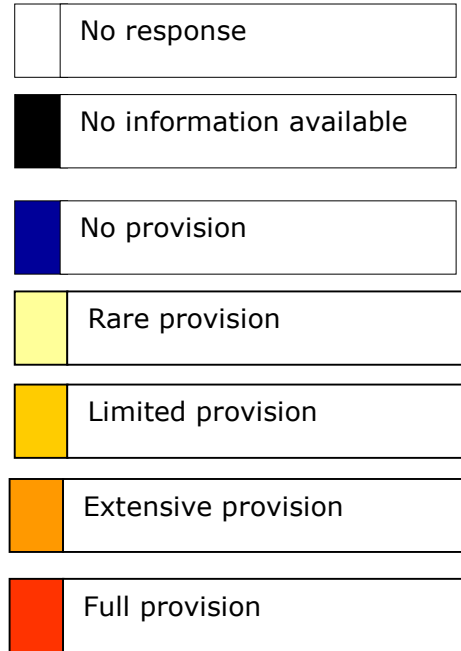 No response
No information available
No provision
Rare provision
Limited provision
Extensive provision
Full provision